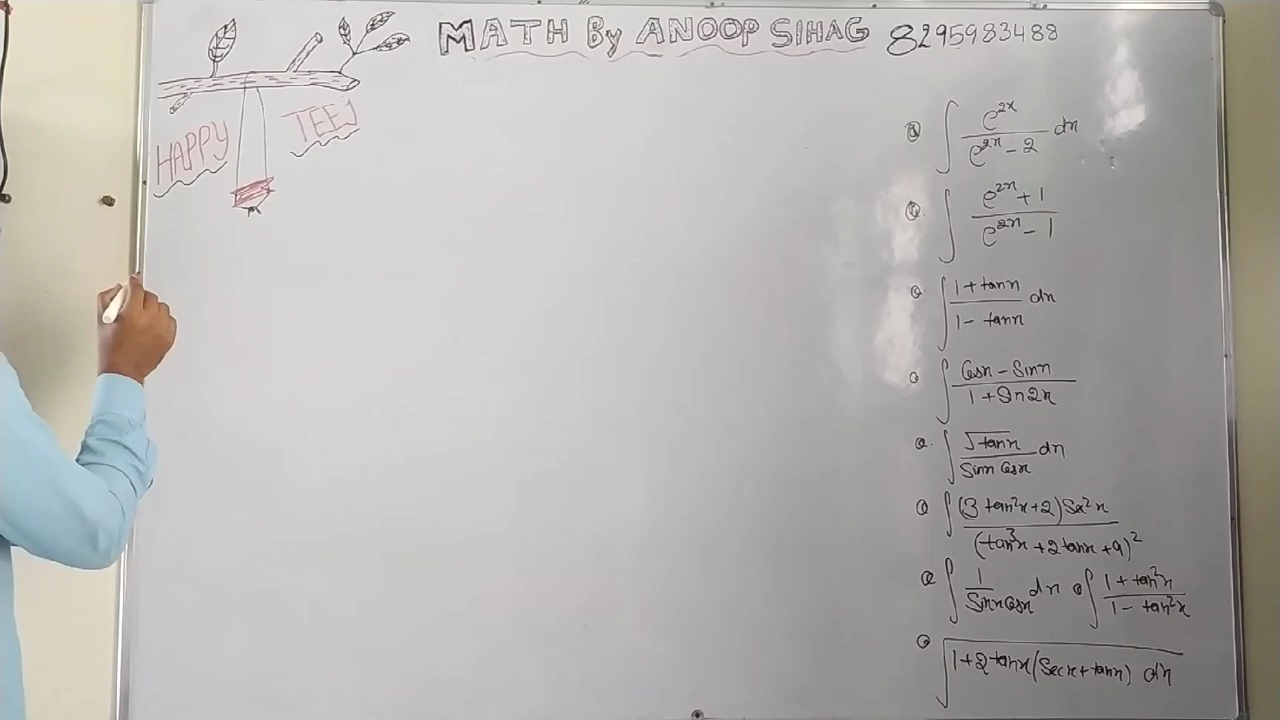 MATH By ANOOP SIHAG 8295983488
HAPPY TEEJ
Q ∫ e^{2x} / (e^{2x} - 2) dx
Q. ∫ (e^{2x} + 1) / (e^{2x} - 1)
Q. ∫ (1 + tanx) / (1 - tanx) dx
Q ∫ (Cosx - Sinx) / (1 + Sin2x)
Q. ∫ √tanx / (Sinx Cosx) dx
Q ∫ (3 tan²x + 2) Sec²x / (tan³x + 2 tanx + 9)²
Q ∫ 1 / (Sinx Cosx) dx Q ∫ (1 + tan²x) / (1 - tan²x)
Q ∫ √(1 + 2 tanx (Secx + tanx)) dx